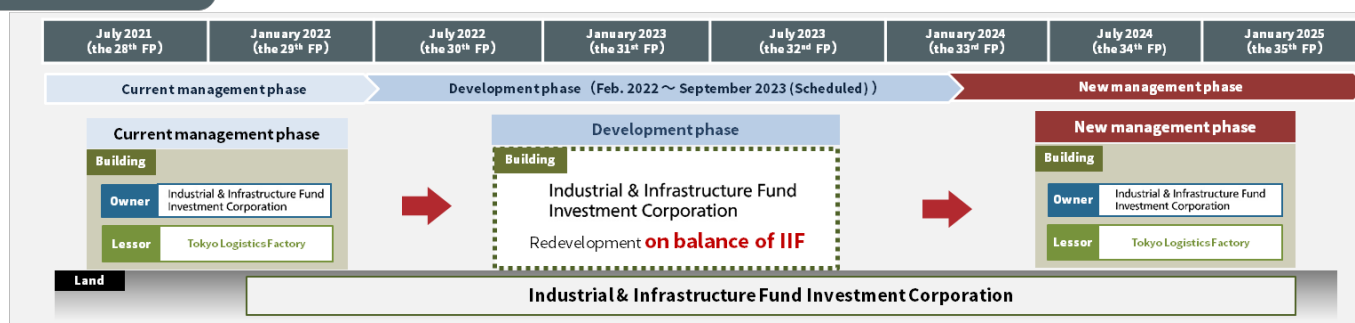 July 2021
(the 28th FP)
January 2022
(the 29th FP)
July 2022
(the 30th FP)
January 2023
(the 31st FP)
July 2023
(the 32nd FP)
January 2024
(the 33rd FP)
July 2024
(the 34th FP)
January 2025
(the 35th FP)
Current management phase
Development phase（Feb. 2022～September 2023 (Scheduled)）
New management phase
Current management phase
Building
Owner
Industrial & Infrastructure Fund
Investment Corporation
Lessor
Tokyo Logistics Factory
Development phase
Building
Industrial & Infrastructure Fund
Investment Corporation
Redevelopment on balance of IIF
New management phase
Building
Owner
Industrial & Infrastructure Fund
Investment Corporation
Lessor
Tokyo Logistics Factory
Land
Industrial & Infrastructure Fund Investment Corporation